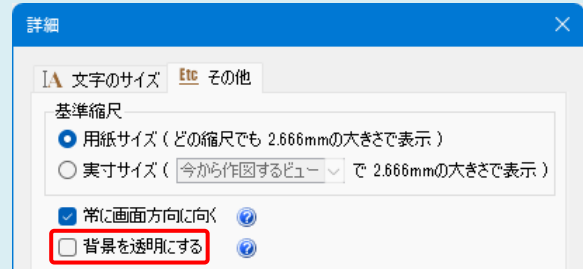 詳細
A 文字のサイズ Etc その他
基準縮尺
用紙サイズ ( どの縮尺でも 2.666mmの大きさで表示 )
実寸サイズ ( 今から作図するビュー で 2.666mmの大きさで表示 )
常に画面方向に向く ?
背景を透明にする ?